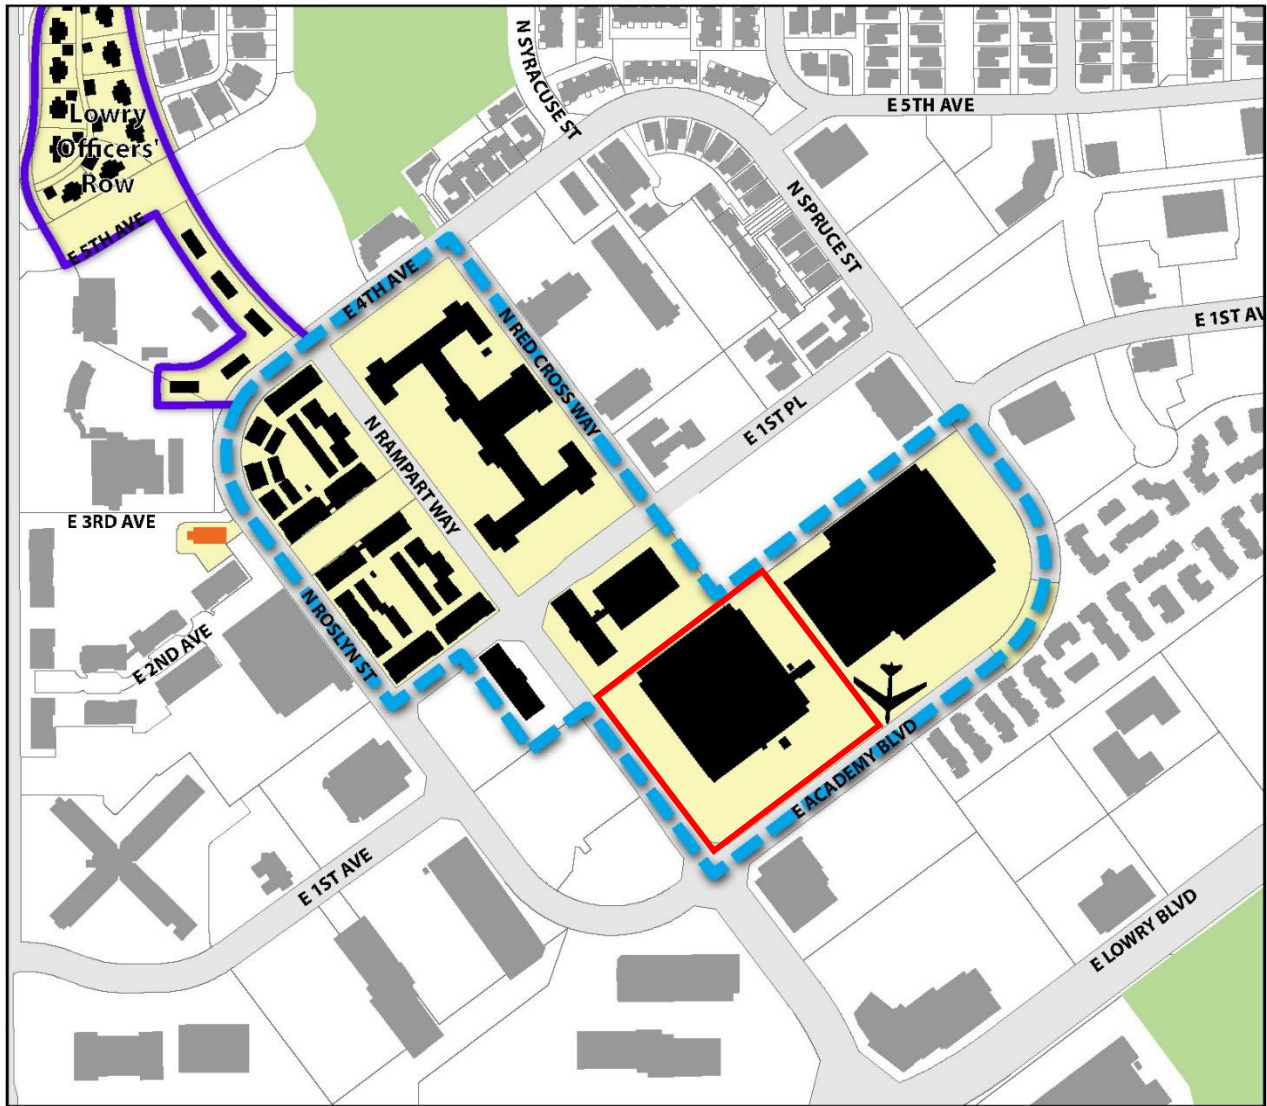 N SYRACUSE ST
E 5TH AVE
Lowry
Officers'
Row
N SPRUCE ST
E 5TH AVE
E 4TH AVE
N RED CROSS WAY
E 1ST AV
E 1ST PL
N RAMPART WAY
E 3RD AVE
N ROSLYN ST
E 2ND AVE
E ACADEMY BLVD
E 1ST AVE
E LOWRY BLVD